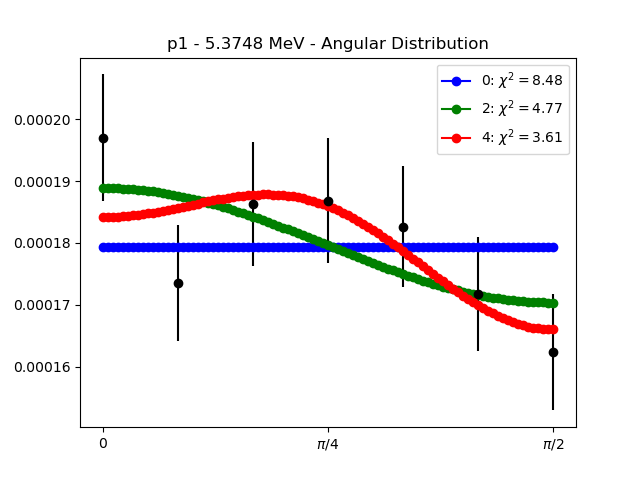 p1 - 5.3748 MeV - Angular Distribution
0: χ² = 8.48
2: χ² = 4.77
4: χ² = 3.61
0.00020
0.00019
0.00018
0.00017
0.00016
0 π/4 π/2